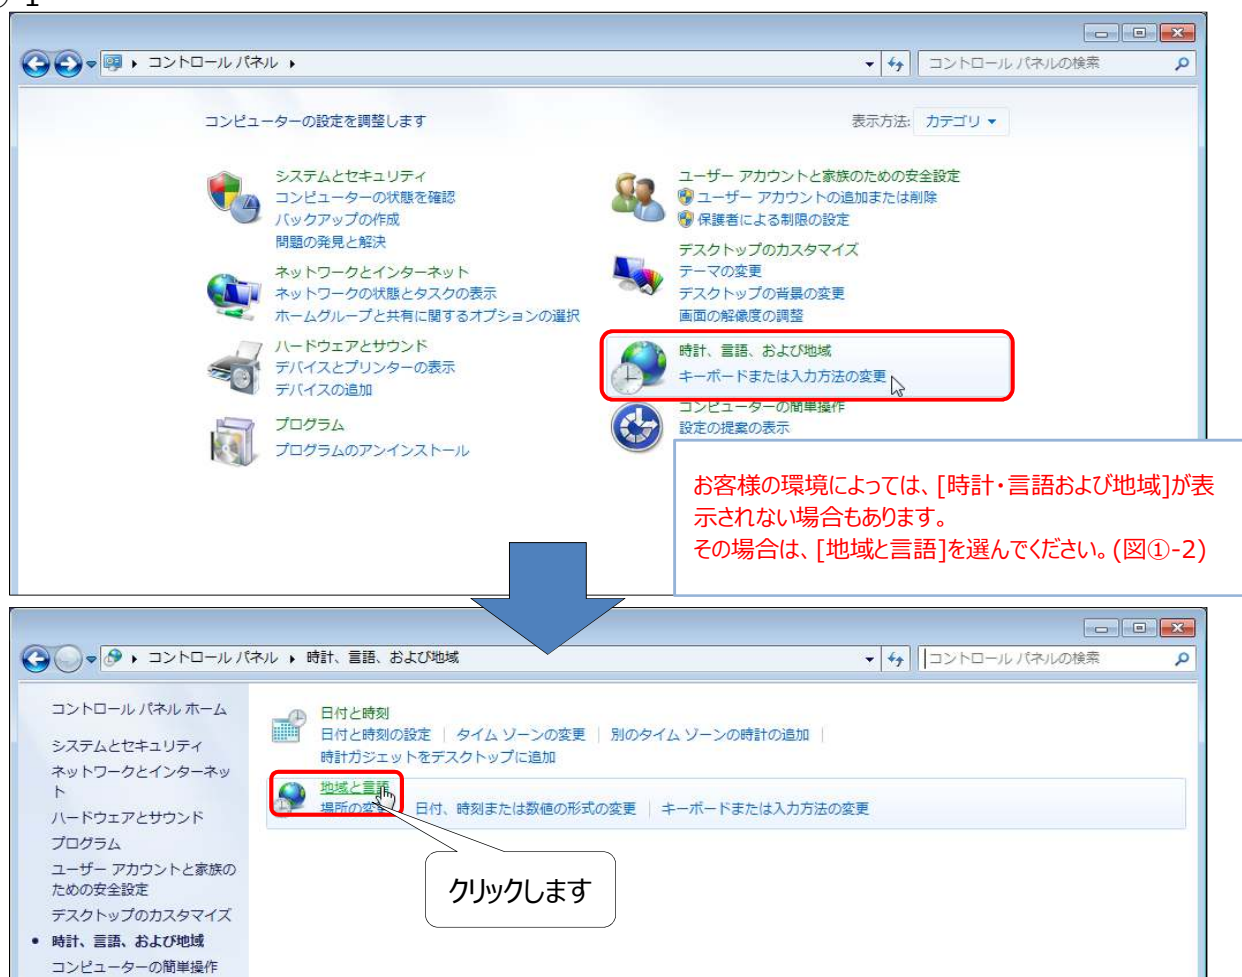 -1
コントロール パネル
コントロール パネルの検索
コンピューターの設定を調整します
表示方法: カテゴリ
システムとセキュリティ
コンピューターの状態を確認
バックアップの作成
問題の発見と解決
ネットワークとインターネット
ネットワークの状態とタスクの表示
ホームグループと共有に関するオプションの選択
ハードウェアとサウンド
デバイスとプリンターの表示
デバイスの追加
プログラム
プログラムのアンインストール
ユーザー アカウントと家族のための安全設定
ユーザー アカウントの追加または削除
保護者による制限の設定
デスクトップのカスタマイズ
テーマの変更
デスクトップの背景の変更
画面の解像度の調整
時計、言語、および地域
キーボードまたは入力方法の変更
コンピューターの簡単操作
設定の提案の表示
お客様の環境によっては、[時計・言語および地域]が表
示されない場合もあります。
その場合は、[地域と言語]を選んでください。(図①-2)
コントロール パネル 時計、言語、および地域
コントロール パネルの検索
コントロール パネル ホーム
システムとセキュリティ
ネットワークとインターネッ
ト
ハードウェアとサウンド
プログラム
ユーザー アカウントと家族の
ための安全設定
デスクトップのカスタマイズ
時計、言語、および地域
コンピューターの簡単操作
日付と時刻
日付と時刻の設定 タイム ゾーンの変更 別のタイム ゾーンの時計の追加
時計ガジェットをデスクトップに追加
地域と言語
場所の変更 日付、時刻または数値の形式の変更 キーボードまたは入力方法の変更
クリックします